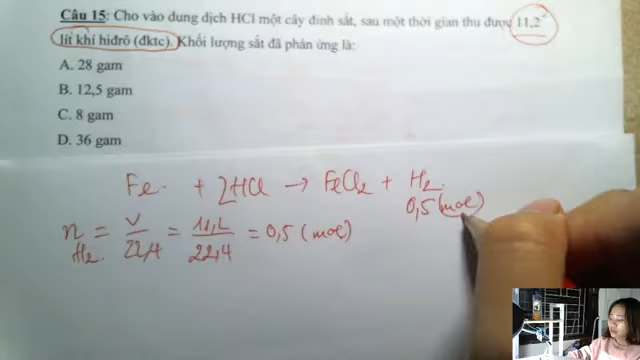 Câu 15: Cho vào dung dịch HCl một cây đinh sắt, sau một thời gian thu được 11,2
lít khí hiđrô (đktc). Khối lượng sắt đã phản ứng là:
A. 28 gam
B. 12,5 gam
C. 8 gam
D. 36 gam
Fe + 2HCl → FeCl2 + H2
0,5 (mol)
n H2 = V/22,4 = 11,2/22,4 = 0,5 (mol)